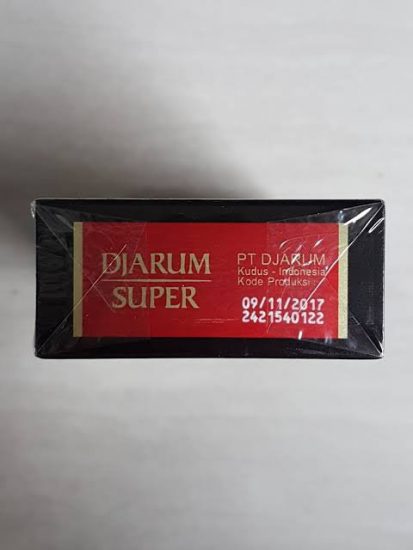 DJARUM
SUPER
PT DJARUM
Kudus - Indonesia
Kode Produksi :
09/11/2017
2421540122